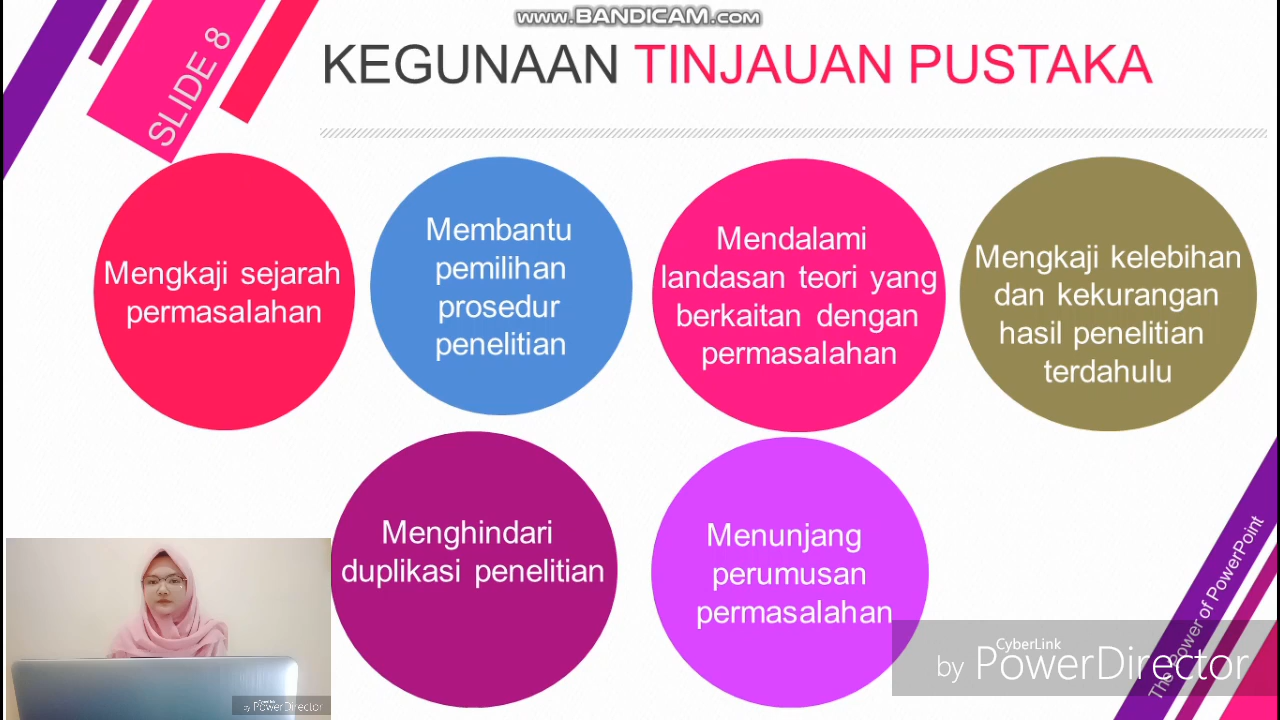 www.BANDICAM.com
SLIDE 8
KEGUNAAN TINJAUAN PUSTAKA
Mengkaji sejarah
permasalahan
Membantu
pemilihan
prosedur
penelitian
Mendalami
landasan teori yang
berkaitan dengan
permasalahan
Mengkaji kelebihan
dan kekurangan
hasil penelitian
terdahulu
Menghindari
duplikasi penelitian
Menunjang
perumusan
permasalahan
The Power of PowerPoint
CyberLink
by PowerDirector
CyberLink
by PowerDirector